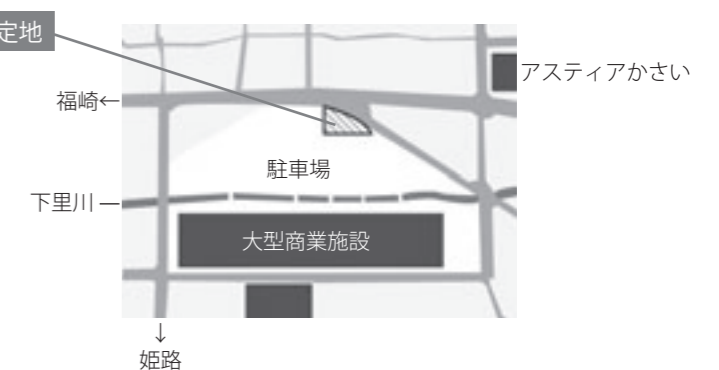 定地
アスティアかさい
福崎←
駐車場
下里川
大型商業施設
↓
姫路